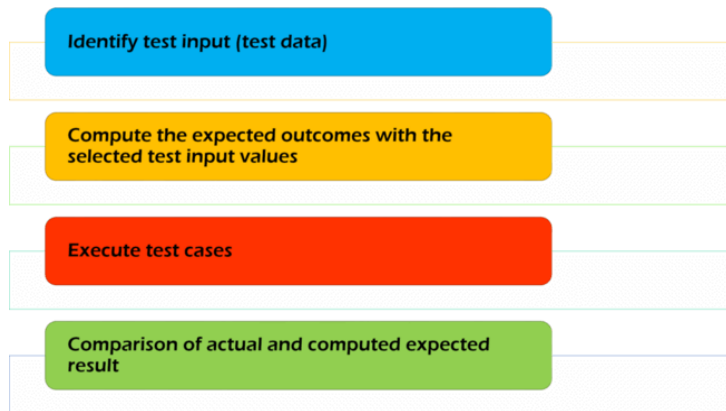 Identify test input (test data)
Compute the expected outcomes with the
selected test input values
Execute test cases
Comparison of actual and computed expected
result